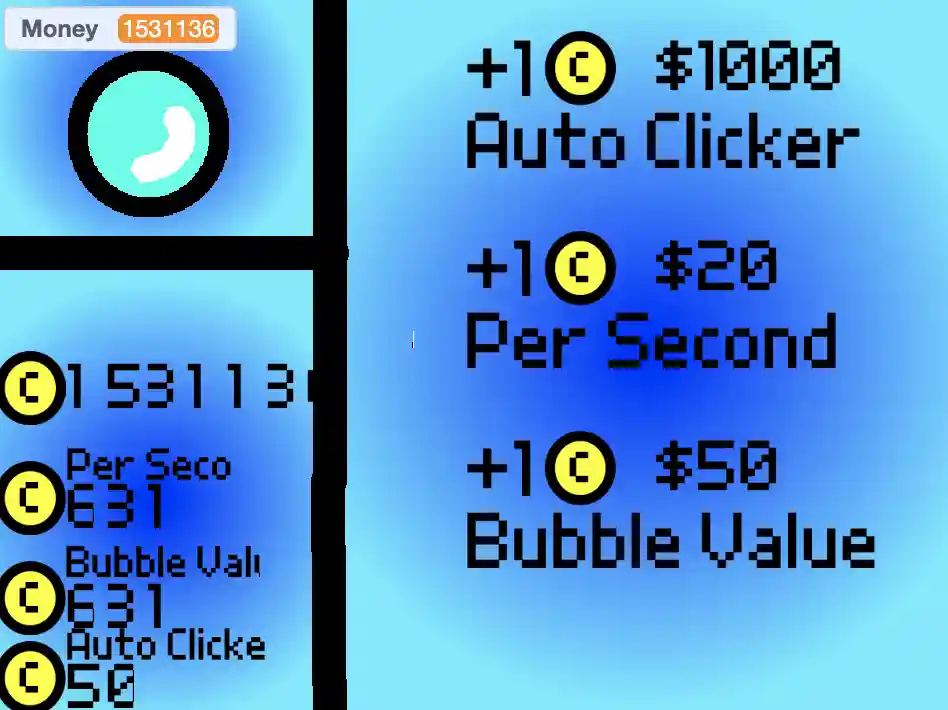 Money 1531136
C 153113
Per Seco
C 631
Bubble Val
C 631
Auto Clicke
C 50
+1 C $1000
Auto Clicker
+1 C $20
Per Second
+1 C $50
Bubble Value